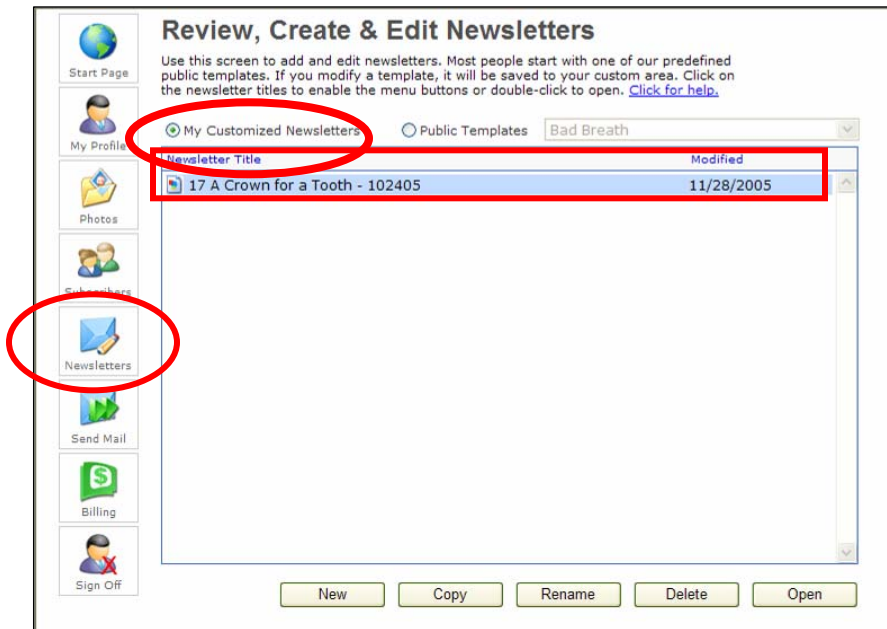 Review, Create & Edit Newsletters
Use this screen to add and edit newsletters. Most people start with one of our predefined
public templates. If you modify a template, it will be saved to your custom area. Click on
the newsletter titles to enable the menu buttons or double-click to open. Click for help.
My Customized Newsletters Public Templates Bad Breath
Newsletter Title Modified
17 A Crown for a Tooth - 102405 11/28/2005
Start Page
My Profile
Photos
Subscribers
Newsletters
Send Mail
Billing
Sign Off
New Copy Rename Delete Open